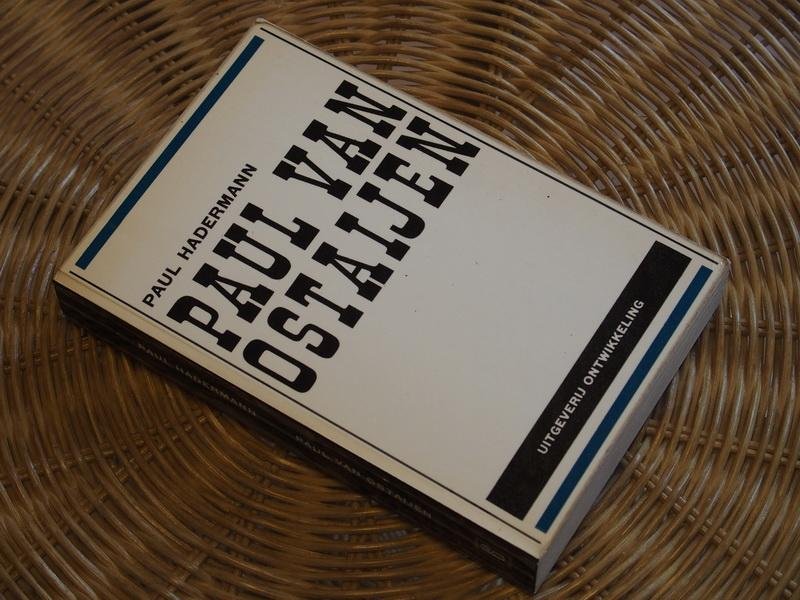 PAUL HADERMANN
PAUL VAN
OSTAIJEN
UITGEVERIJ ONTWIKKELING
PAUL HADERMANN
PAUL VAN OSTAIJEN